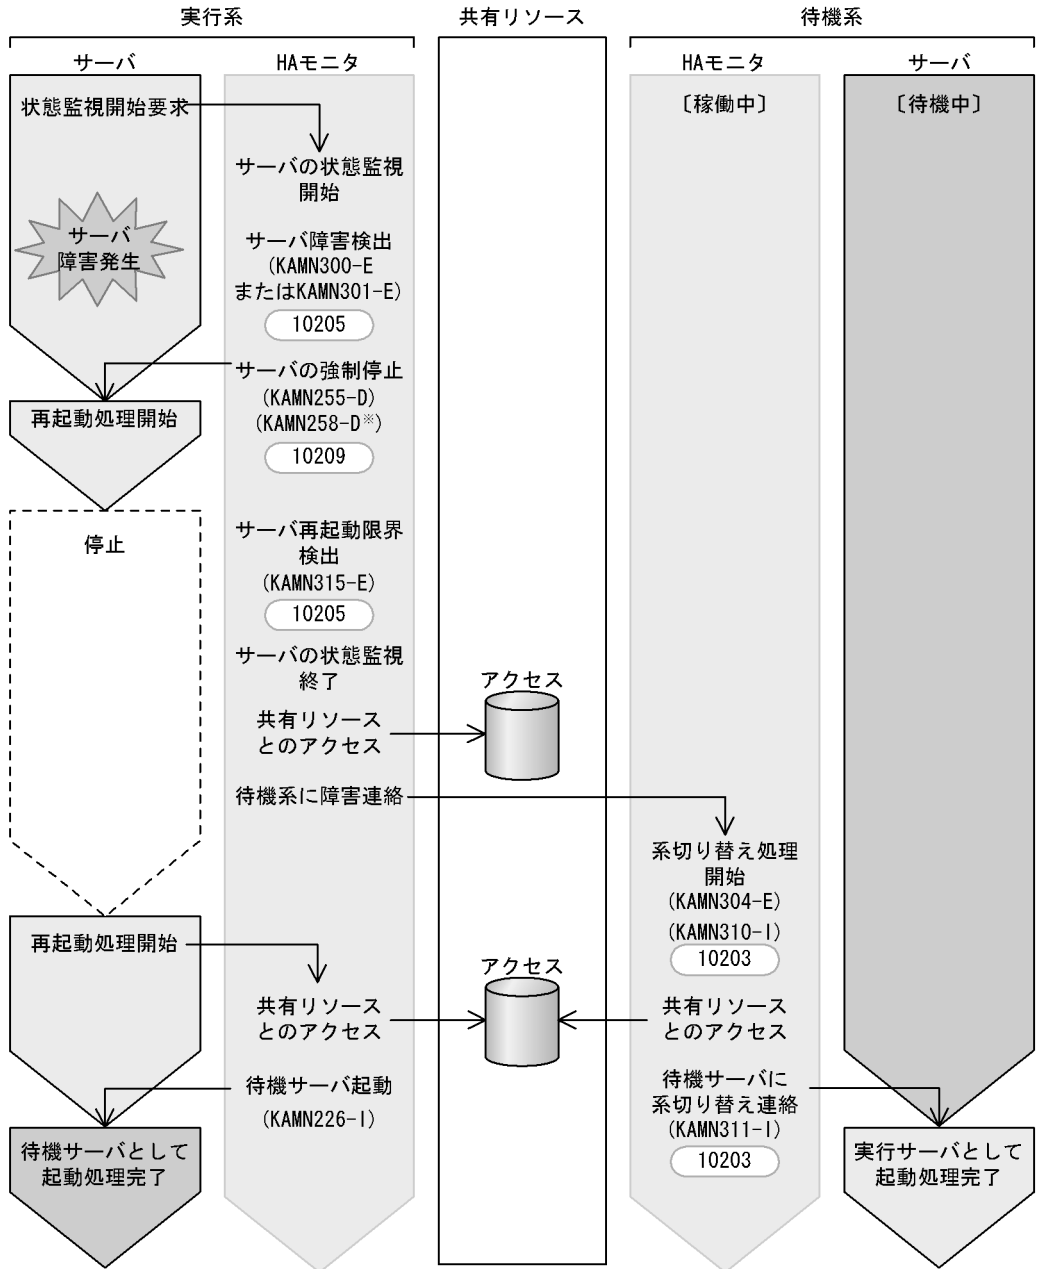 実行系
共有リソース
待機系
サーバ
HAモニタ
HAモニタ
サーバ
状態監視開始要求
〔稼働中〕
〔待機中〕
サーバの状態監視
開始
サーバ
障害発生
サーバ障害検出
(KAMN300-E
またはKAMN301-E)
10205
サーバの強制停止
(KAMN255-D)
(KAMN258-D※)
10209
再起動処理開始
停止
サーバ再起動限界
検出
(KAMN315-E)
10205
サーバの状態監視
終了
アクセス
共有リソース
とのアクセス
待機系に障害連絡
系切り替え処理
開始
(KAMN304-E)
(KAMN310-I)
10203
再起動処理開始
アクセス
共有リソース
とのアクセス
共有リソース
とのアクセス
待機サーバ起動
(KAMN226-I)
待機サーバに
系切り替え連絡
(KAMN311-I)
10203
待機サーバとして
起動処理完了
実行サーバとして
起動処理完了